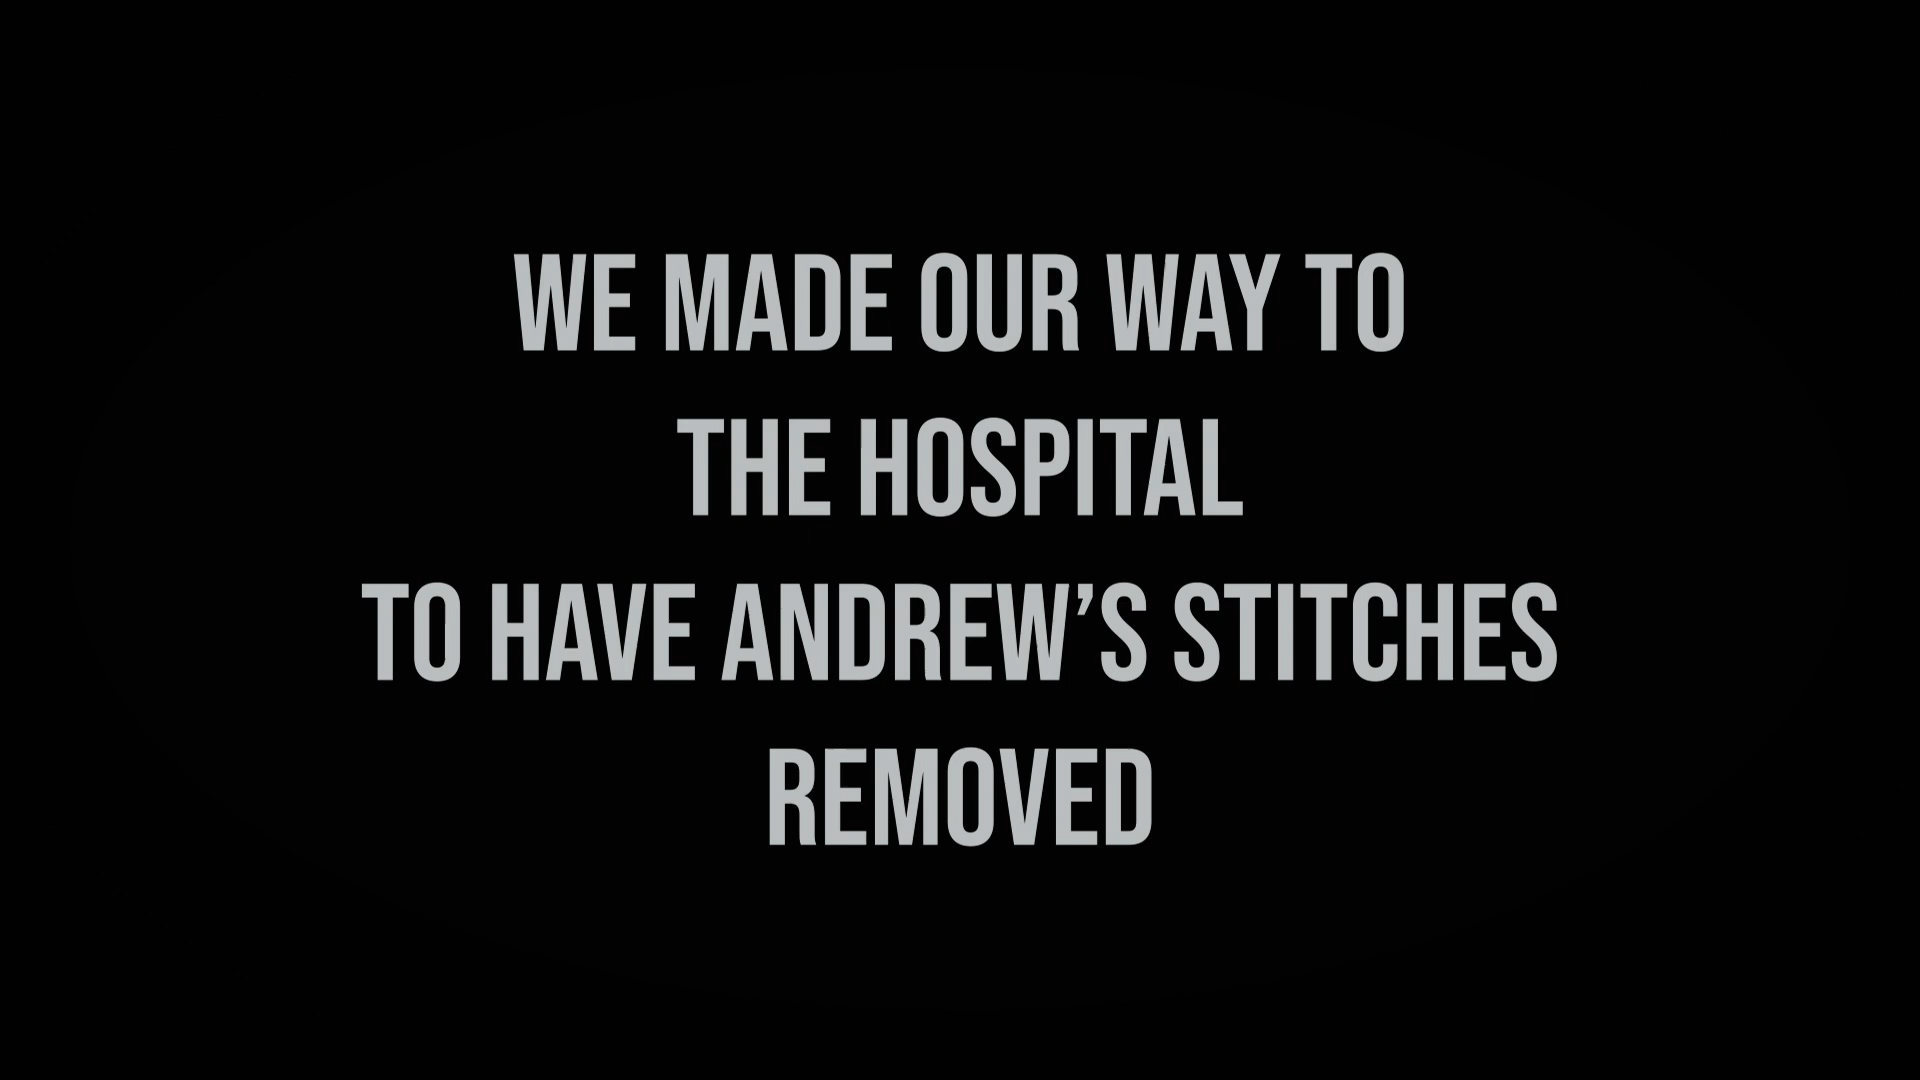 WE MADE OUR WAY TO
THE HOSPITAL
TO HAVE ANDREW’S STITCHES
REMOVED